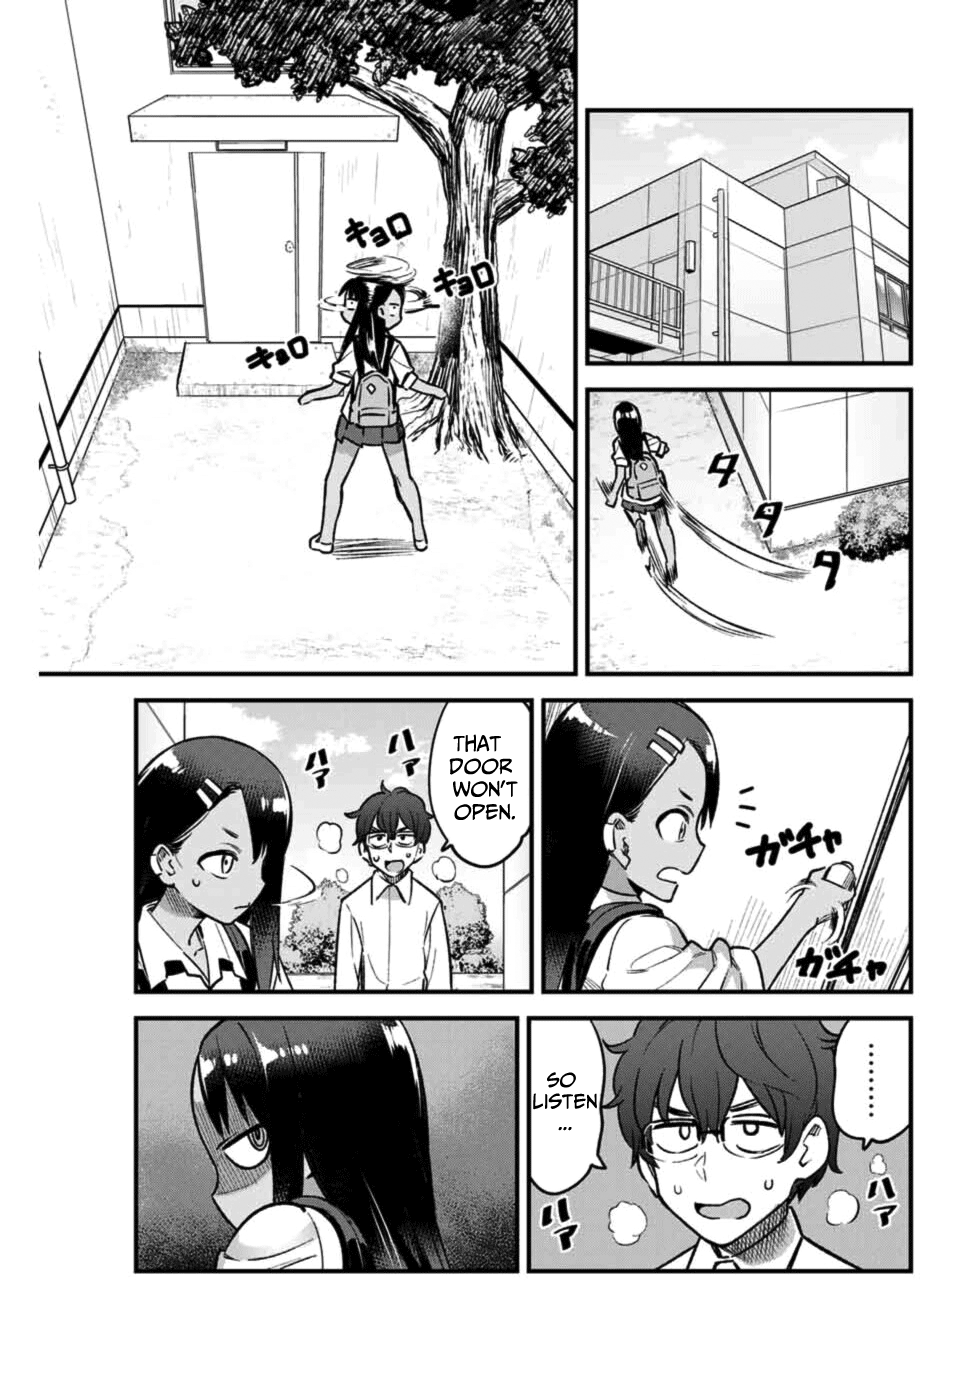 タ
タ
タ
キョロ
キョロ
キョロ
ガチャ
ガチャ
THAT
DOOR
WON'T
OPEN.
ハァ
ハァ
.........
SO
LISTEN
...
ハァ
ハァ